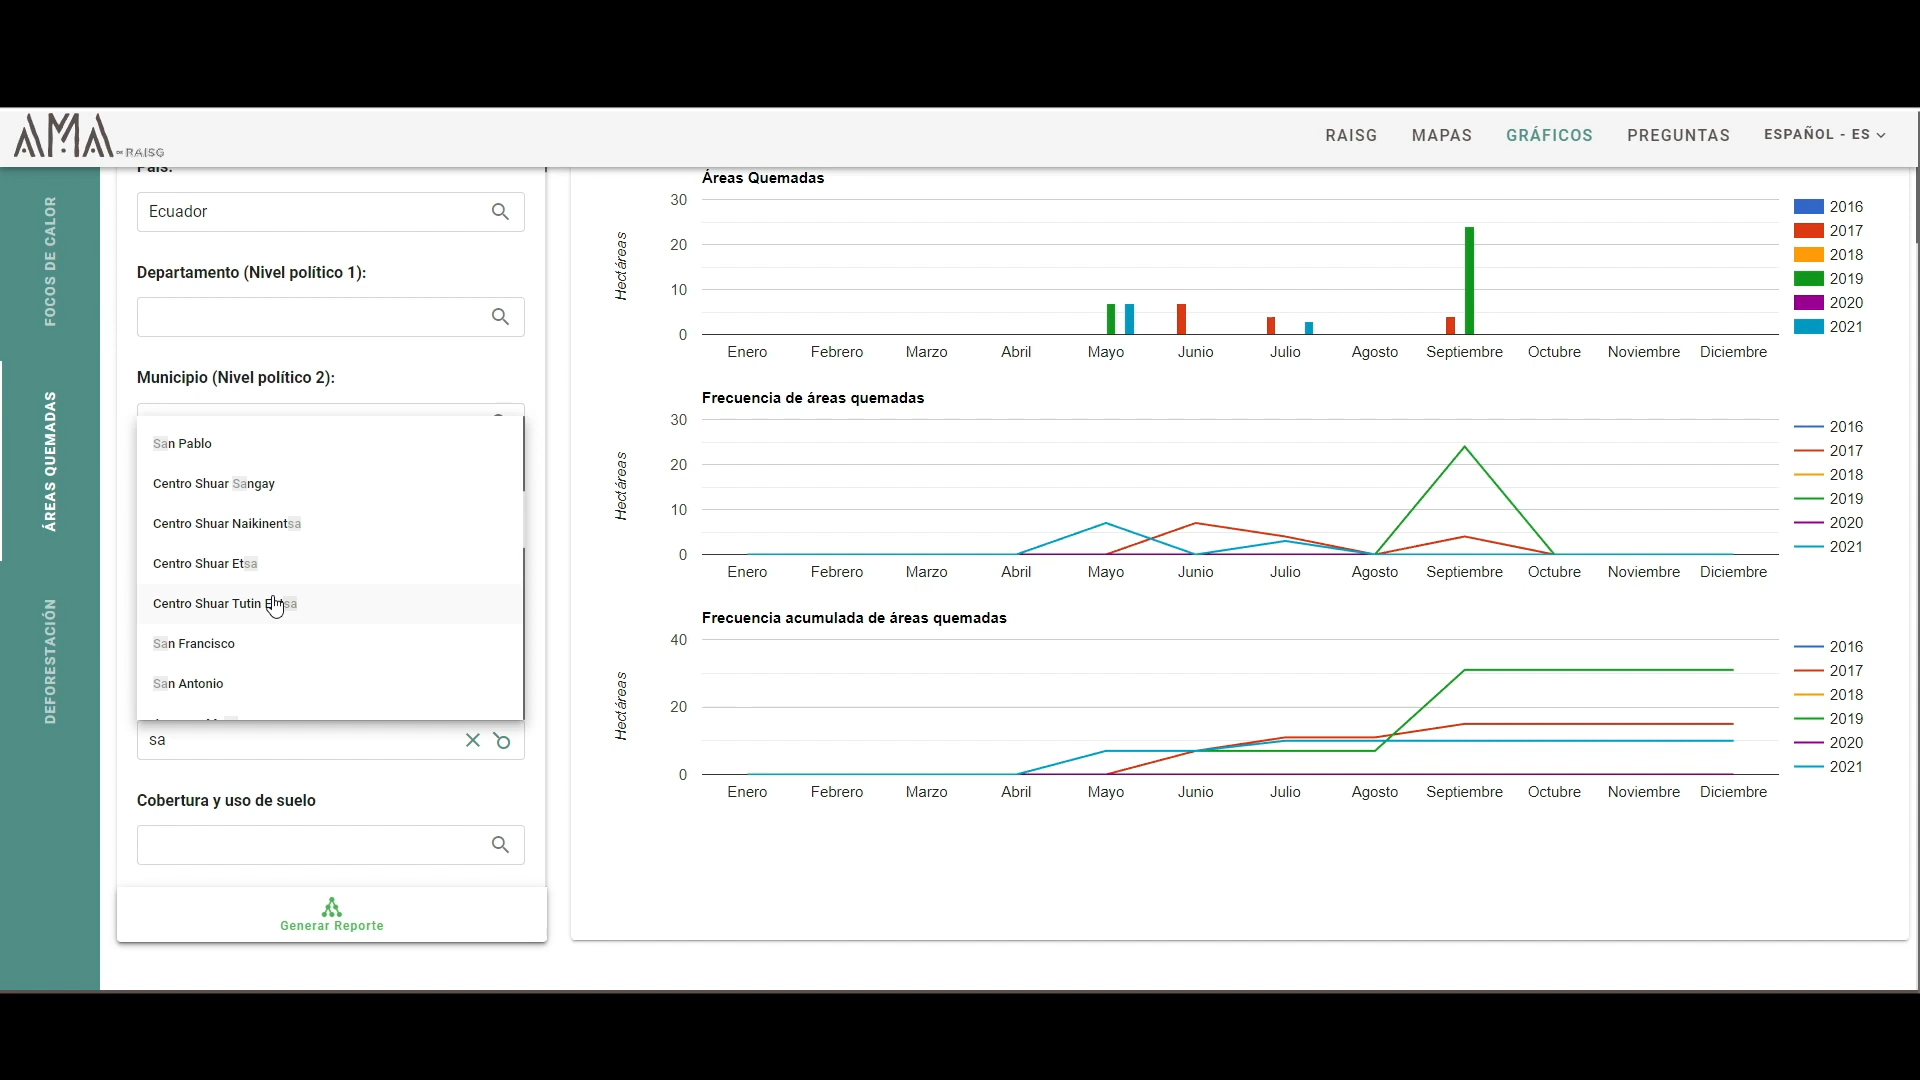 AMA
RAISG
RAISG
MAPAS
GRÁFICOS
PREGUNTAS
ESPAÑOL - ES
FOCOS DE CALOR
ÁREAS QUEMADAS
DEFORESTACIÓN
País:
Ecuador
Departamento (Nivel político 1):
Municipio (Nivel político 2):
San Pablo
Centro Shuar Sangay
Centro Shuar Naikinentsa
Centro Shuar Etsa
Centro Shuar Tutin
San Francisco
San Antonio
sa
Cobertura y uso de suelo
Generar Reporte
Áreas Quemadas
Hectáreas
30
20
10
0
Enero Febrero Marzo Abril Mayo Junio Julio Agosto Septiembre Octubre Noviembre Diciembre
2016
2017
2018
2019
2020
2021
Frecuencia de áreas quemadas
Hectáreas
30
20
10
0
Enero Febrero Marzo Abril Mayo Junio Julio Agosto Septiembre Octubre Noviembre Diciembre
2016
2017
2018
2019
2020
2021
Frecuencia acumulada de áreas quemadas
Hectáreas
40
20
0
Enero Febrero Marzo Abril Mayo Junio Julio Agosto Septiembre Octubre Noviembre Diciembre
2016
2017
2018
2019
2020
2021